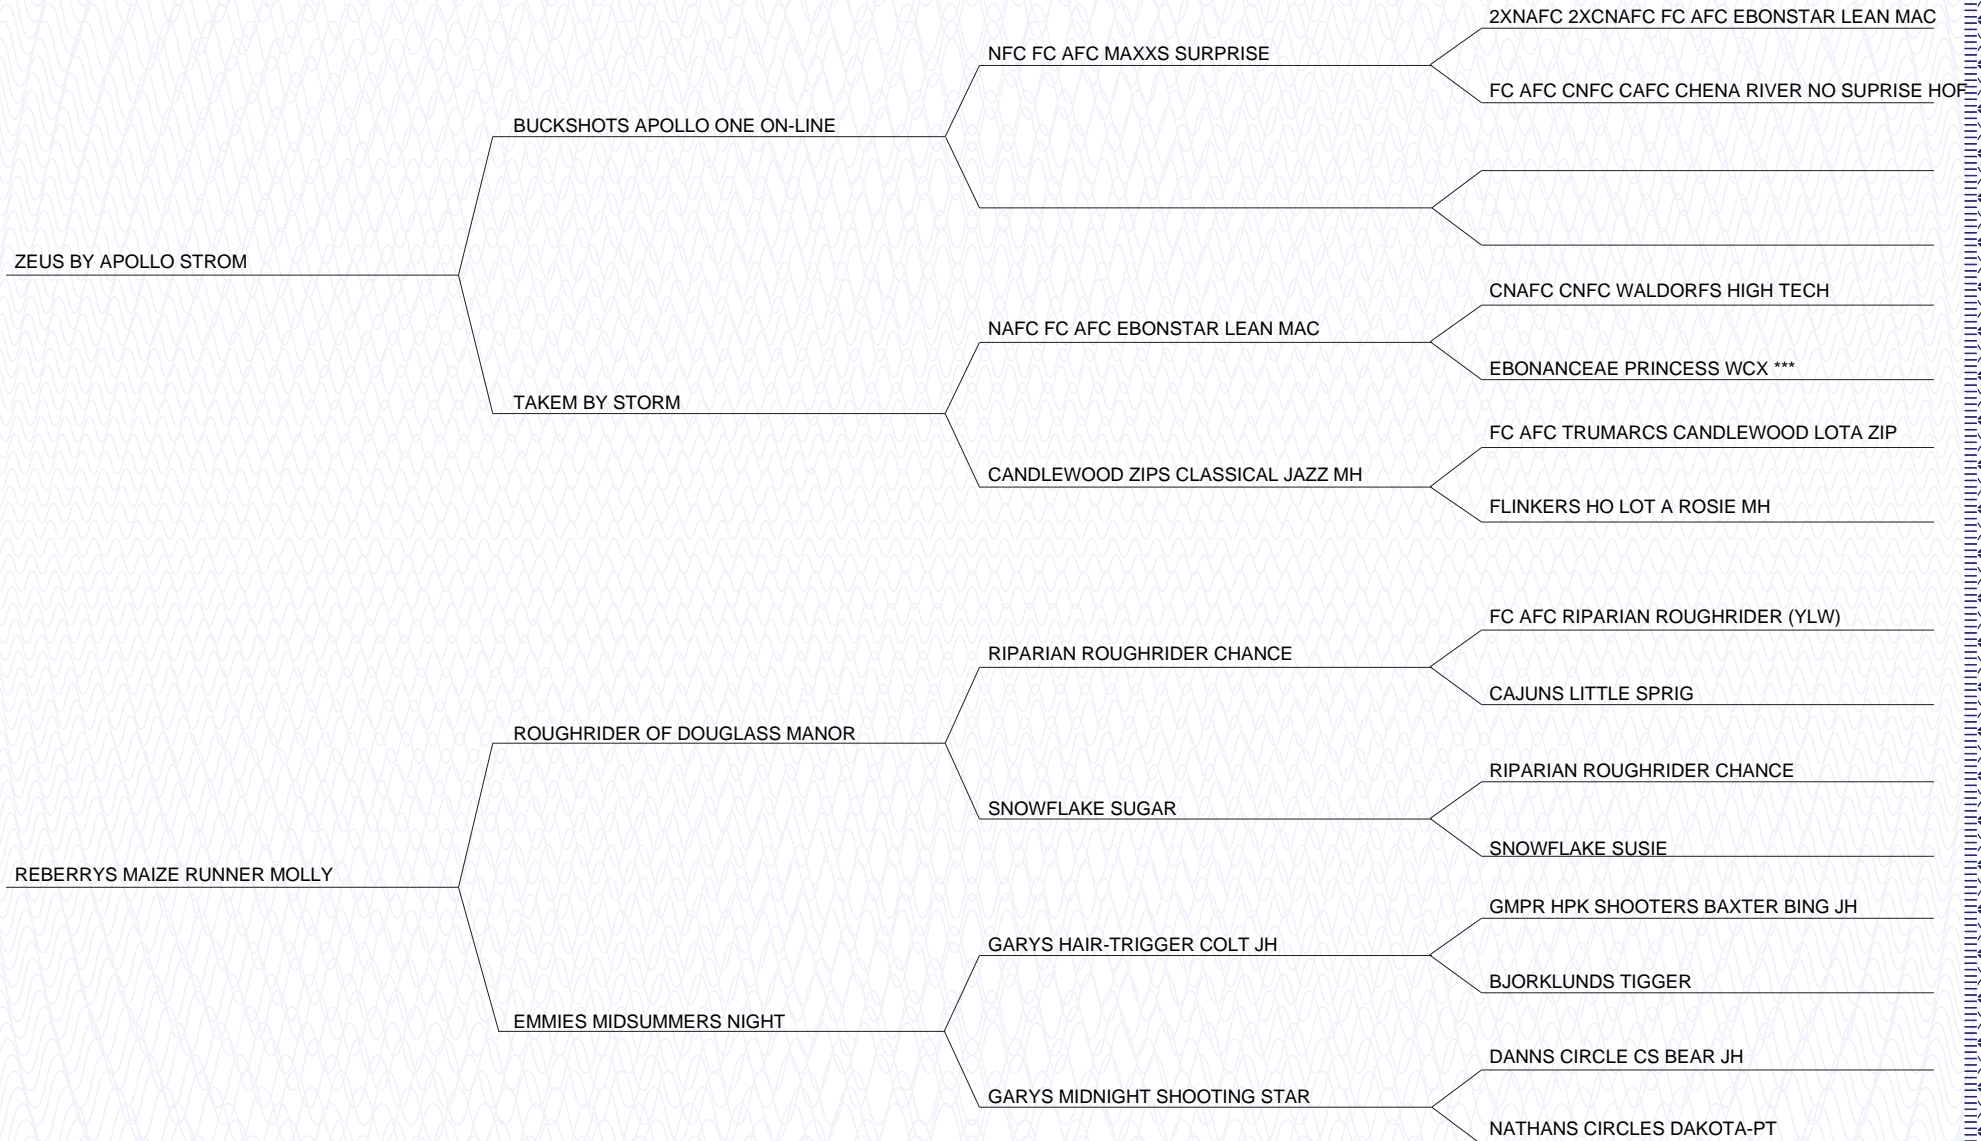 2XNAFC 2XCNAFC FC AFC EBONSTAR LEAN MAC
NFC FC AFC MAXXS SURPRISE
FC AFC CNFC CAFC CHENA RIVER NO SUPRISE HOF
BUCKSHOTS APOLLO ONE ON-LINE
ZEUS BY APOLLO STROM
CNAFC CNFC WALDORFS HIGH TECH
NAFC FC AFC EBONSTAR LEAN MAC
EBONANCEAE PRINCESS WCX ***
TAKEM BY STORM
FC AFC TRUMARCS CANDLEWOOD LOTA ZIP
CANDLEWOOD ZIPS CLASSICAL JAZZ MH
FLINKERS HO LOT A ROSIE MH
FC AFC RIPARIAN ROUGHRIDER (YLW)
RIPARIAN ROUGHRIDER CHANCE
CAJUNS LITTLE SPRIG
ROUGHRIDER OF DOUGLASS MANOR
RIPARIAN ROUGHRIDER CHANCE
SNOWFLAKE SUGAR
SNOWFLAKE SUSIE
REBERRYS MAIZE RUNNER MOLLY
GMPR HPK SHOOTERS BAXTER BING JH
GARYS HAIR-TRIGGER COLT JH
BJORKLUNDS TIGGER
EMMIES MIDSUMMERS NIGHT
DANNS CIRCLE CS BEAR JH
GARYS MIDNIGHT SHOOTING STAR
NATHANS CIRCLES DAKOTA-PT